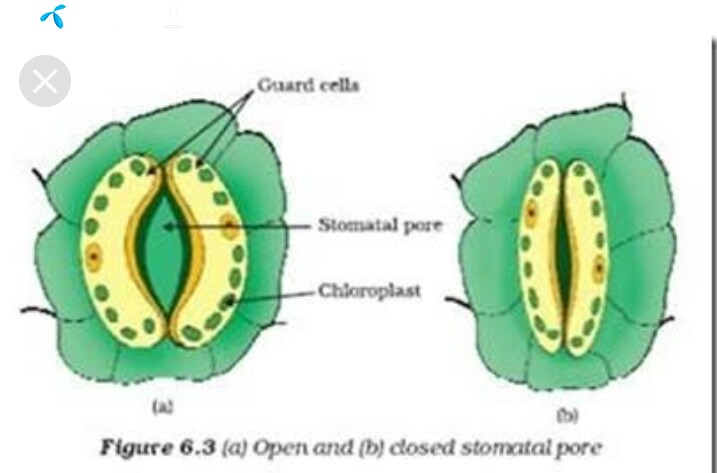 Guard cells
Stomatal pore
Chloroplast
(a)
(b)
Figure 6.3 (a) Open and (b) closed stomatal pore